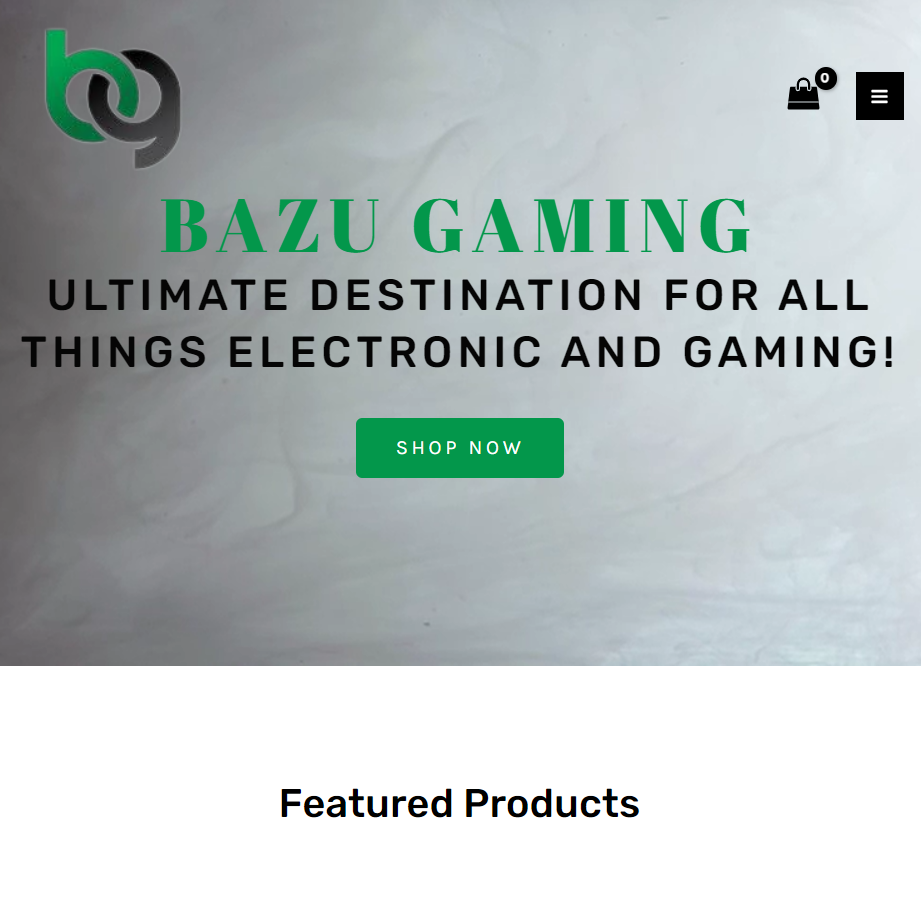 bg
0
BAZU GAMING
ULTIMATE DESTINATION FOR ALL
THINGS ELECTRONIC AND GAMING!
SHOP NOW
Featured Products